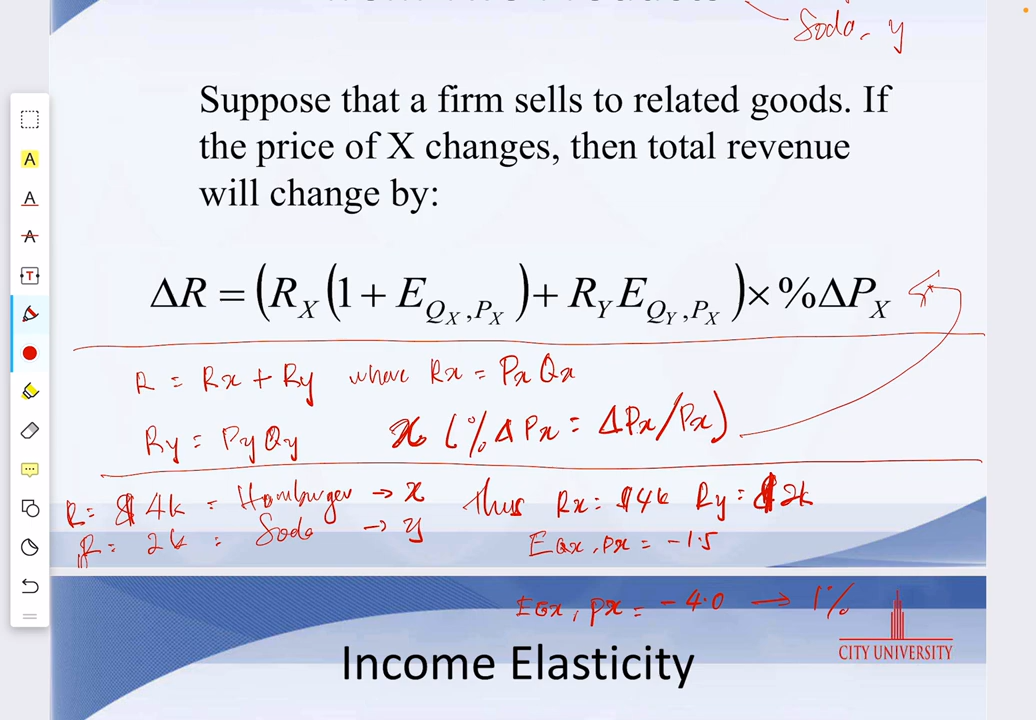 Soda - y
Suppose that a firm sells to related goods. If
the price of X changes, then total revenue
will change by:
ΔR = (R_X (1 + E_{Q_X, P_X}) + R_Y E_{Q_Y, P_X}) × %ΔP_X
R = Rx + Ry where Rx = Px Qx
Ry = Py Qy x (% Δ Px = ΔPx/Px)
R = $ 4k = Hamburger → x Thus Rx = $4k Ry = $2k
R = 2k = Soda → y EQx, Px = -1.5
EQx, px = -4.0 → 1%
CITY UNIVERSITY
Income Elasticity